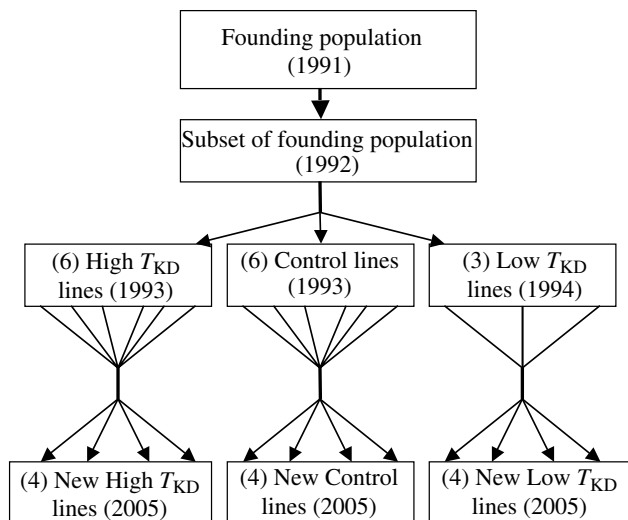 Founding population
(1991)
Subset of founding population
(1992)
(6) High TKD
lines (1993)
(6) Control lines
(1993)
(3) Low TKD
lines (1994)
(4) New High TKD
lines (2005)
(4) New Control
lines (2005)
(4) New Low TKD
lines (2005)